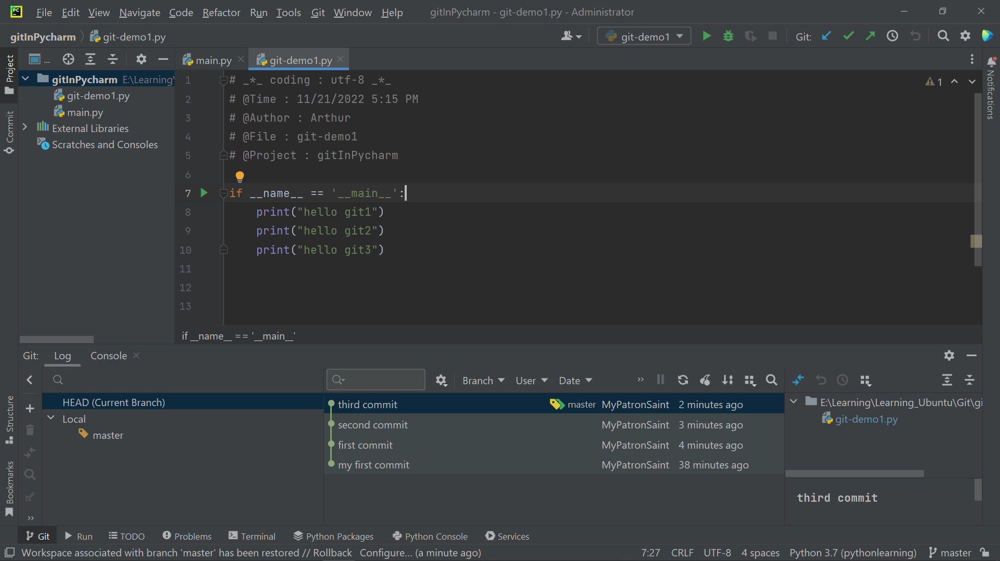 PC File Edit View Navigate Code Refactor Run Tools Git Window Help gitInPycharm - git-demo1.py - Administrator
gitInPycharm git-demo1.py git-demo1 Git:
... main.py git-demo1.py
Project
Commit
Structure
Bookmarks
Notifications
gitInPycharm E:\Learning\
git-demo1.py
main.py
External Libraries
Scratches and Consoles
1 # _*_ coding : utf-8 _*_
2 # @Time : 11/21/2022 5:15 PM
3 # @Author : Arthur
4 # @File : git-demo1
5 # @Project : gitInPycharm
6
7 if __name__ == '__main__':
8 print("hello git1")
9 print("hello git2")
10 print("hello git3")
11
12
13
1
if __name__ == '__main__'
Git: Log Console
Branch User Date »
HEAD (Current Branch)
Local
master
third commit master MyPatronSaint 2 minutes ago
second commit MyPatronSaint 3 minutes ago
first commit MyPatronSaint 4 minutes ago
my first commit MyPatronSaint 38 minutes ago
E:\Learning\Learning_Ubuntu\Git\gi
git-demo1.py
third commit
»
Git Run TODO Problems Terminal Python Packages Python Console Services
Workspace associated with branch 'master' has been restored // Rollback Configure... (a minute ago) 7:27 CRLF UTF-8 4 spaces Python 3.7 (pythonlearning) master